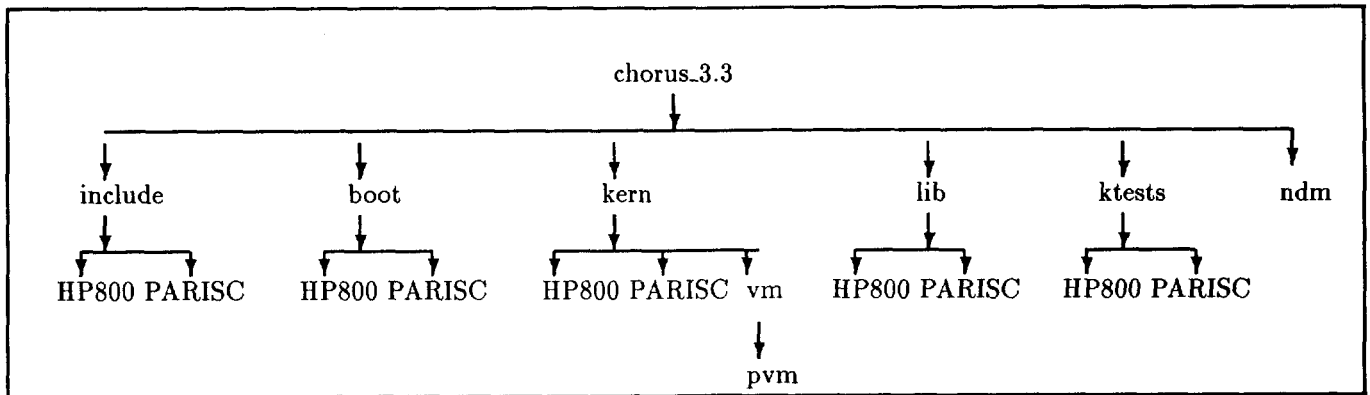 chorus_3.3
include boot kern lib ktests ndm
HP800 PARISC HP800 PARISC HP800 PARISC vm HP800 PARISC HP800 PARISC
pvm